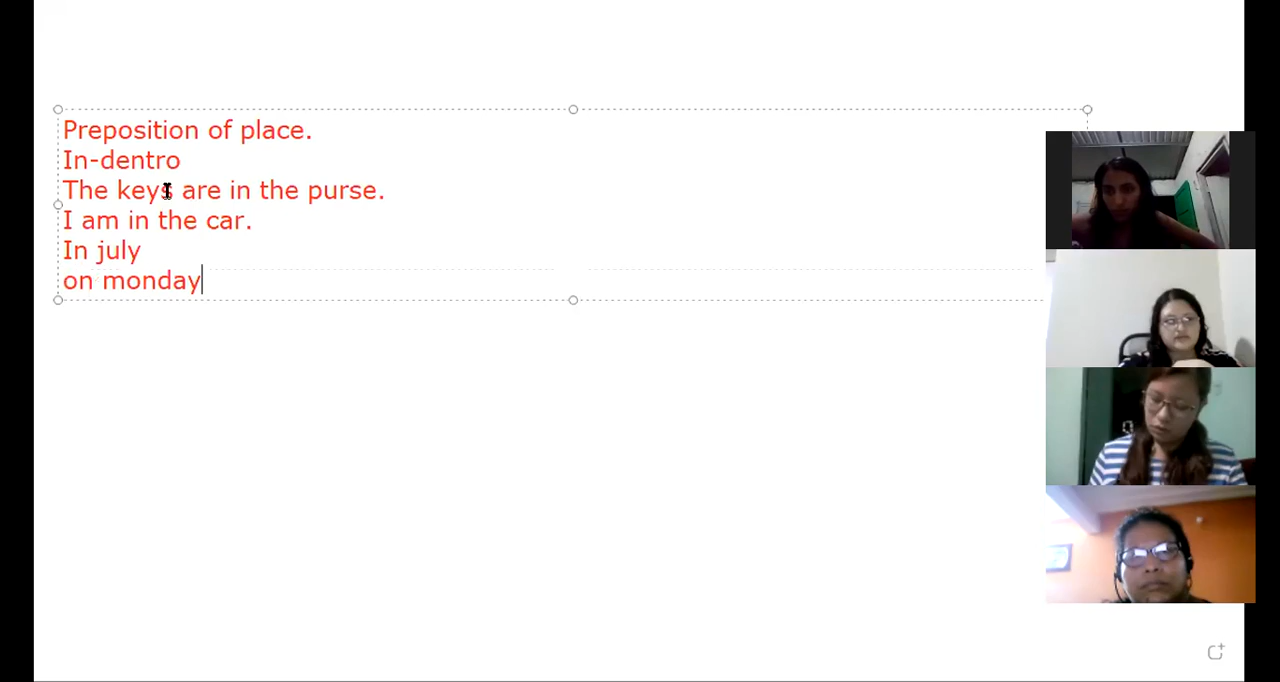 Preposition of place.
In-dentro
The keys are in the purse.
I am in the car.
In july
on monday